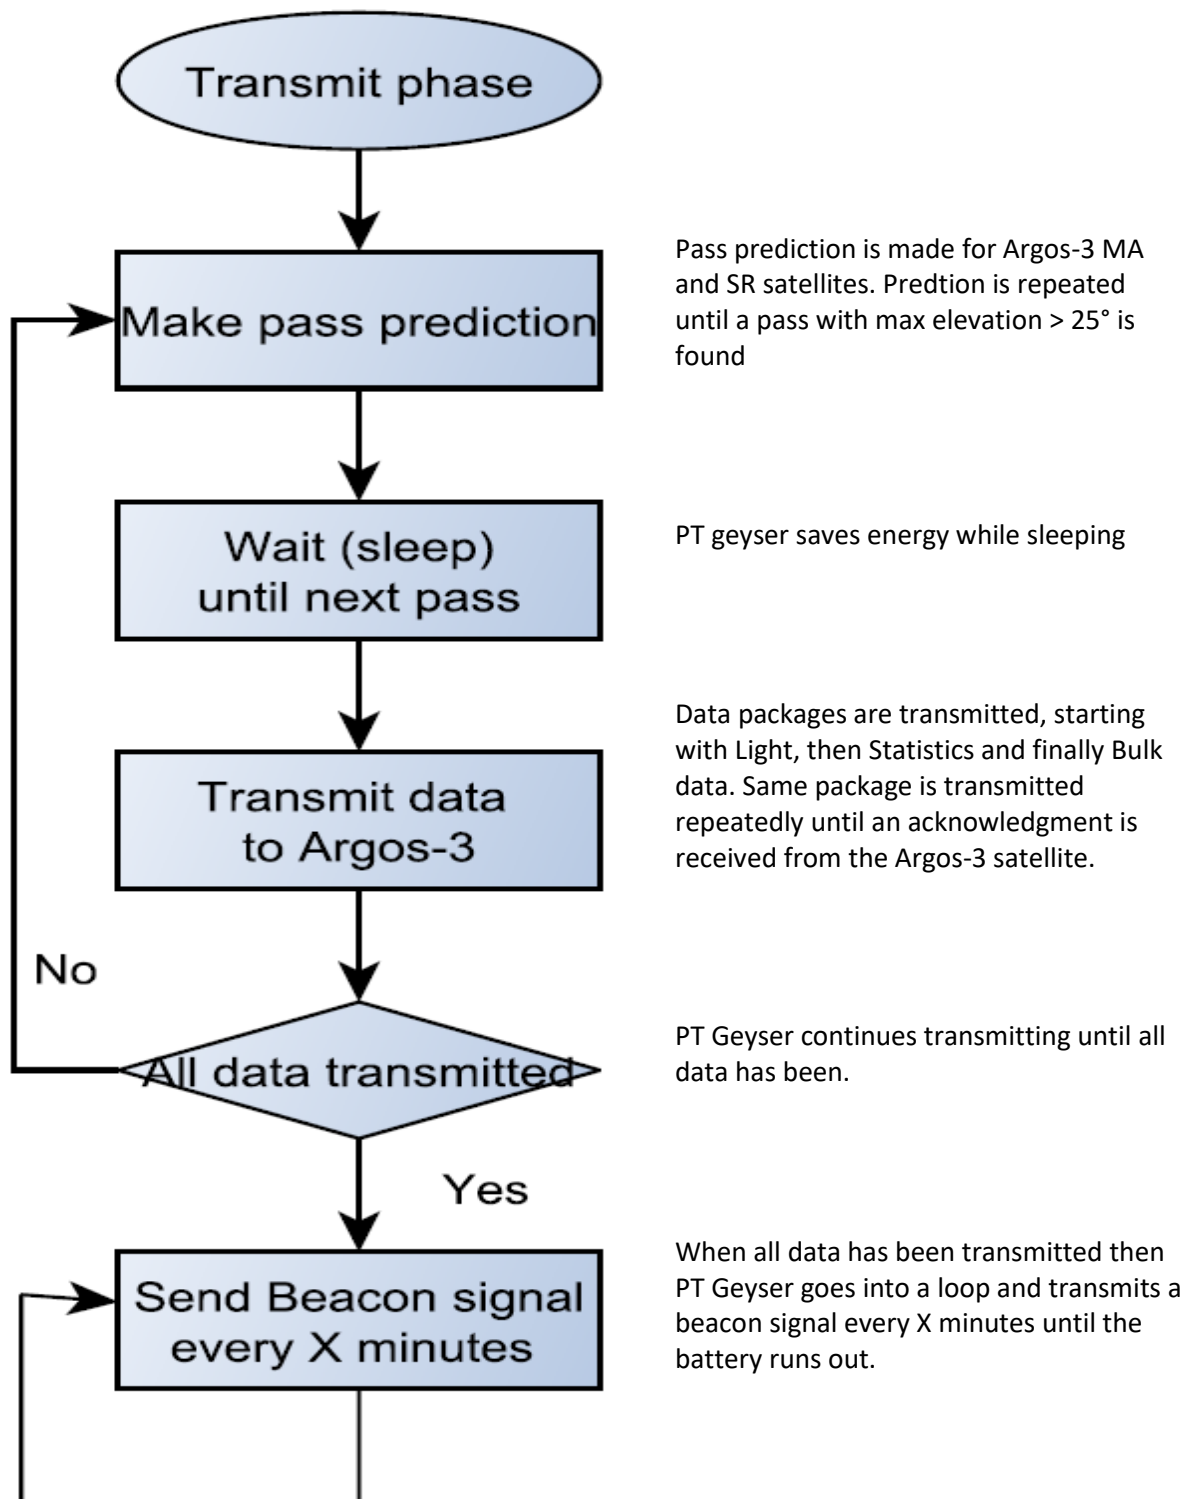 Transmit phase
Make pass prediction
Pass prediction is made for Argos-3 MA
and SR satellites. Predtion is repeated
until a pass with max elevation > 25° is
found
Wait (sleep)
until next pass
PT geyser saves energy while sleeping
Transmit data
to Argos-3
Data packages are transmitted, starting
with Light, then Statistics and finally Bulk
data. Same package is transmitted
repeatedly until an acknowledgment is
received from the Argos-3 satellite.
No
All data transmitted
PT Geyser continues transmitting until all
data has been.
Yes
Send Beacon signal
every X minutes
When all data has been transmitted then
PT Geyser goes into a loop and transmits a
beacon signal every X minutes until the
battery runs out.